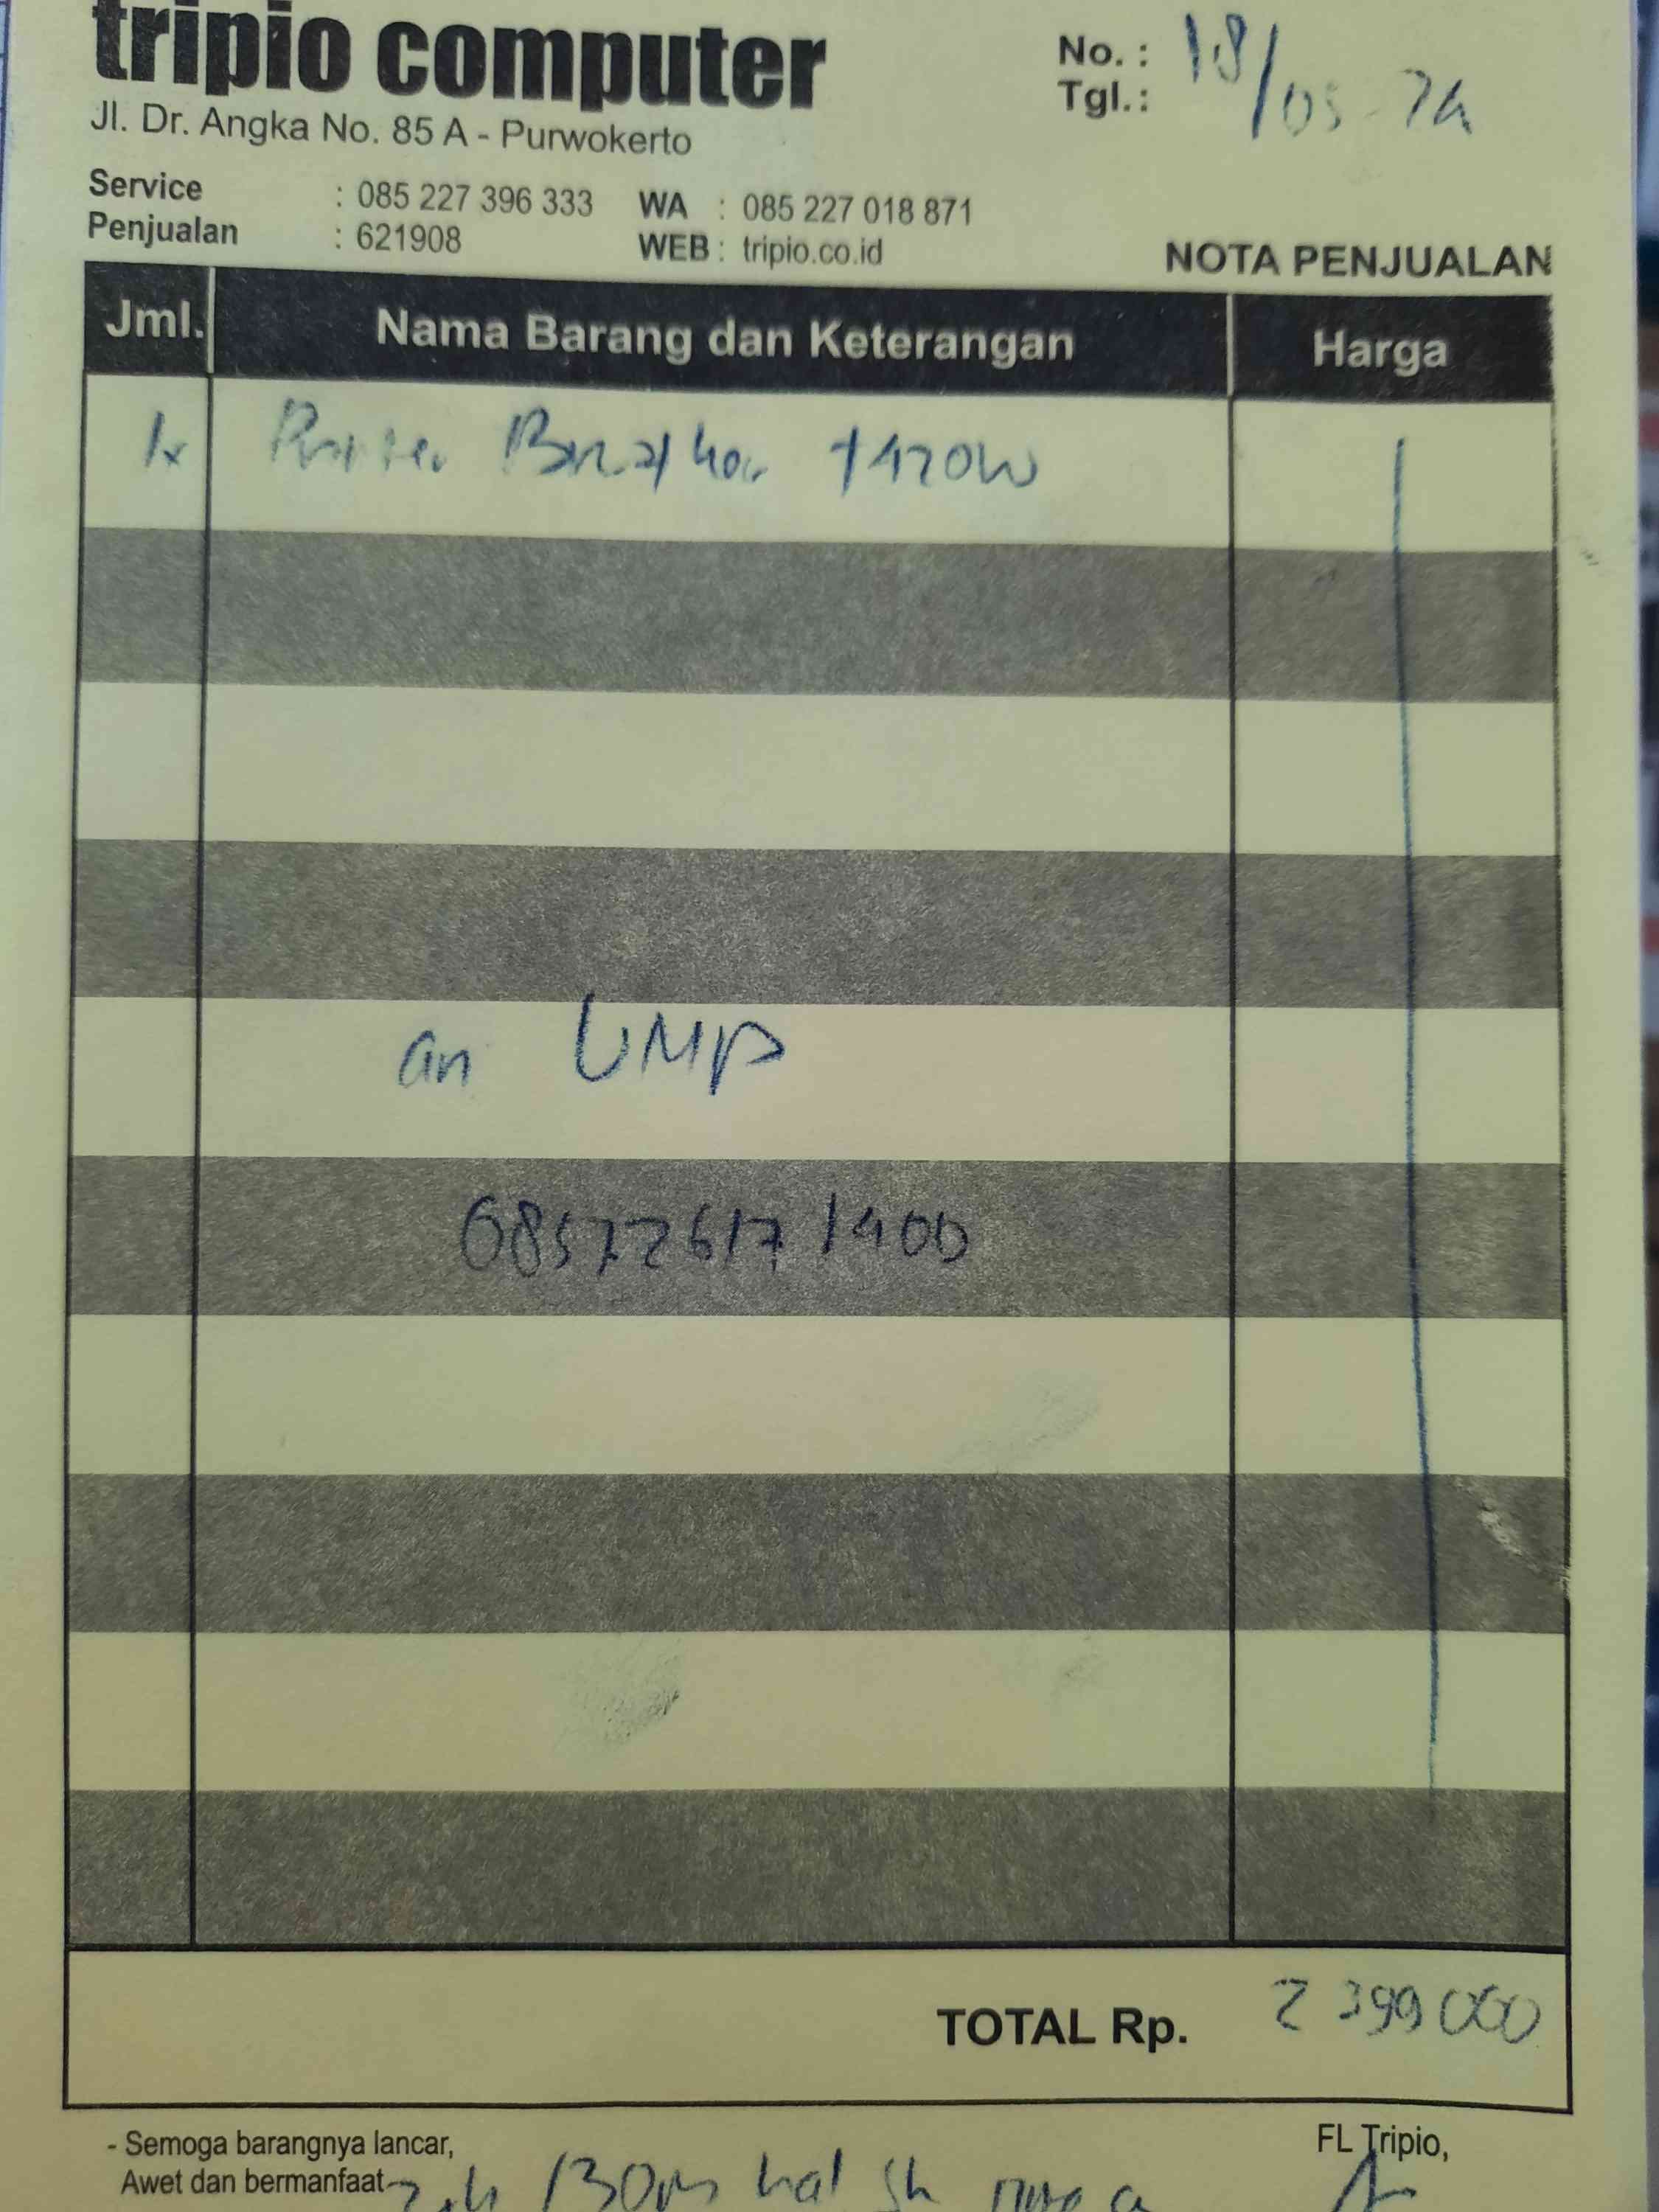 tripio computer
Jl. Dr. Angka No. 85 A - Purwokerto
No. :
Tgl. : 18/05-24
Service : 085 227 396 333 WA : 085 227 018 871
Penjualan : 621908 WEB : tripio.co.id
NOTA PENJUALAN
Jml. Nama Barang dan Keterangan Harga
1x Printer Brother T420W
an UMP
085726171400
TOTAL Rp. 2 399 000
- Semoga barangnya lancar,
Awet dan bermanfaat
FL Tripio,